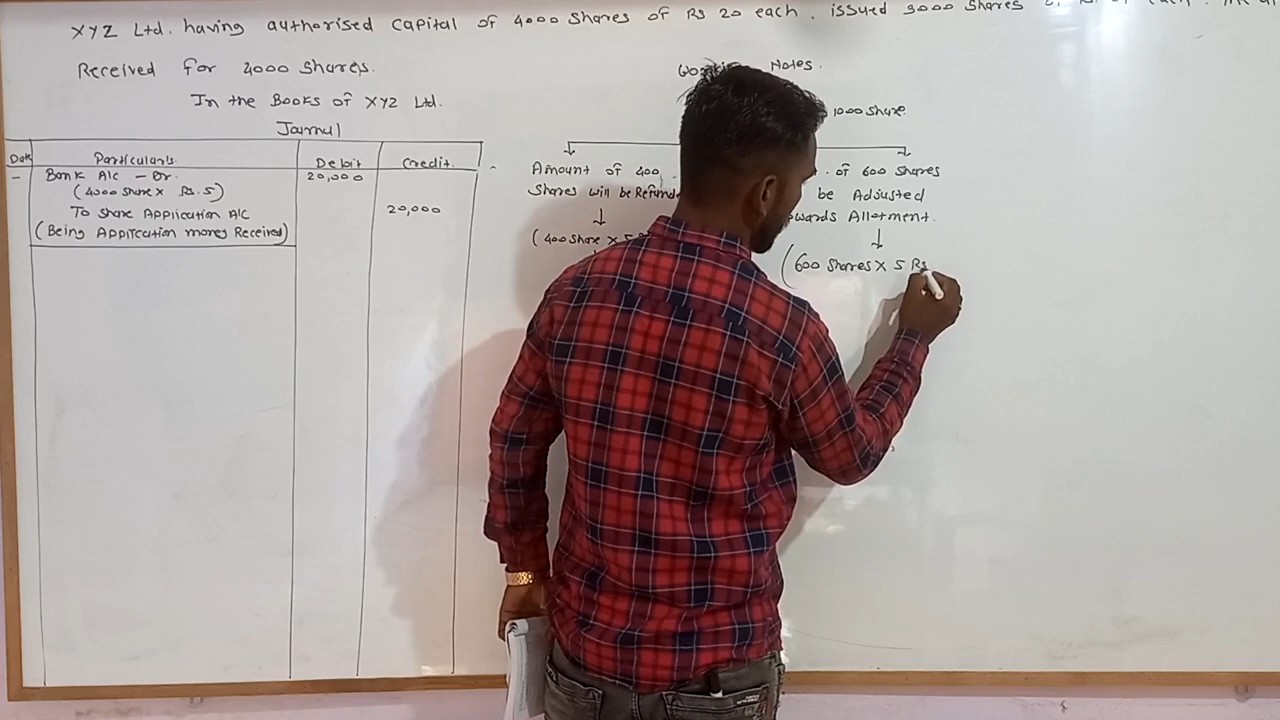 XYZ Ltd. having authorised capital of 4000 Shares of Rs 20 each. issued 3000 Shares
Received for 4000 Shares.
In the Books of XYZ Ltd.
Journal
Date Particulars Debit Credit.
- Bank A/C - Dr. 20,000
(4000 Share X Rs. 5)
To Share Application A/C 20,000
(Being Application money Received)
Notes.
1000 Share.
Amount of 400
Shares will be Refund
(400 Share X 5
of 600 Shares
be Adjusted
towards Allotment.
(600 Shares X 5 Rs